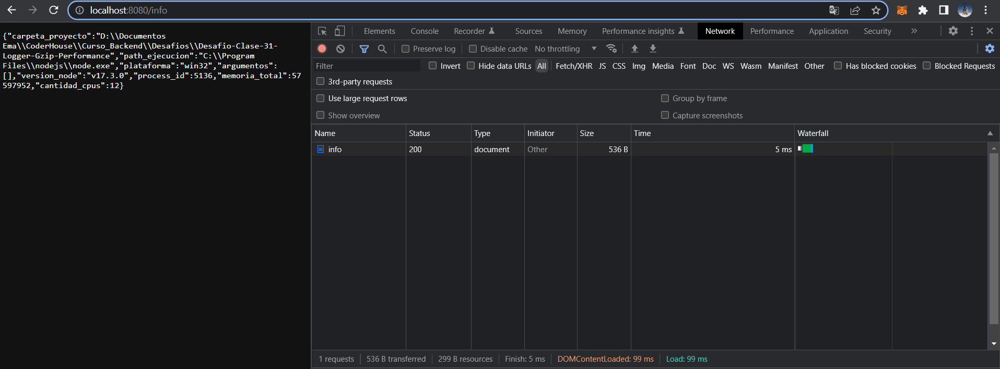 localhost:8080/info
{"carpeta_proyecto":"D:\\Documentos
Ema\\CoderHouse\\Curso_Backend\\Desafios\\Desafio-Clase-31-
Logger-Gzip-Performance","path_ejecucion":"C:\\Program
Files\\nodejs\\node.exe","plataforma":"win32","argumentos":
[],"version_node":"v17.3.0","process_id":5136,"memoria_total":57
597952,"cantidad_cpus":12}
Elements Console Recorder Sources Memory Performance insights Network Performance Application Security »
Preserve log Disable cache No throttling
Filter Invert Hide data URLs All Fetch/XHR JS CSS Img Media Font Doc WS Wasm Manifest Other Has blocked cookies Blocked Requests
3rd-party requests
Use large request rows Group by frame
Show overview Capture screenshots
Name Status Type Initiator Size Time Waterfall
info 200 document Other 536 B 5 ms
1 requests 536 B transferred 299 B resources Finish: 5 ms DOMContentLoaded: 99 ms Load: 99 ms